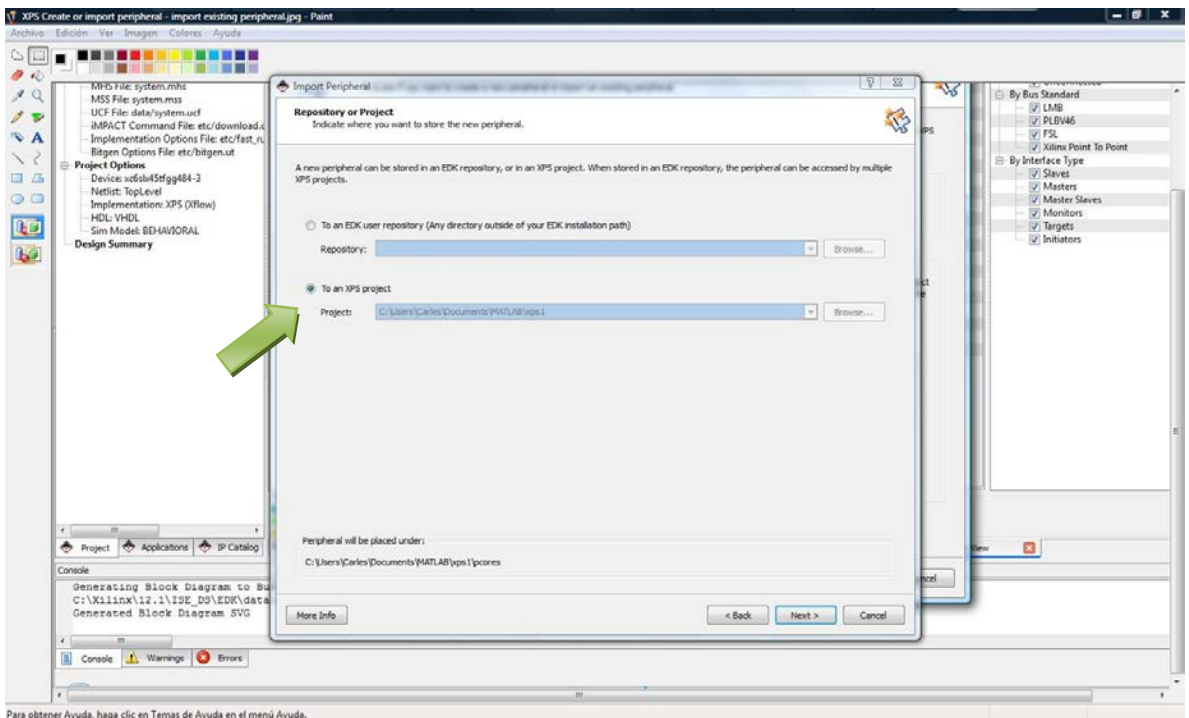 XPS Create or import peripheral - import existing peripheral.jpg - Paint
Archivo Edición Ver Imagen Colores Ayuda
MHS File: system.mhs
MSS File: system.mss
UCF File: data/system.ucf
iMPACT Command File: etc/download.c
Implementation Options File: etc/fast_ru
Bitgen Options File: etc/bitgen.ut
Project Options
Device: xc6slx45tfgg484-3
Netlist: TopLevel
Implementation: XPS (Xflow)
HDL: VHDL
Sim Model: BEHAVIORAL
Design Summary
Import Peripheral
Repository or Project
Indicate where you want to store the new peripheral.
A new peripheral can be stored in an EDK repository, or in an XPS project. When stored in an EDK repository, the peripheral can be accessed by multiple
XPS projects.
To an EDK user repository (Any directory outside of your EDK installation path)
Repository: Browse...
To an XPS project
Project: C:\Users\Carles\Documents\MATLAB\xps1 Browse...
Peripheral will be placed under:
C:\Users\Carles\Documents\MATLAB\xps1\pcores
More Info < Back Next > Cancel
By Bus Standard
LMB
PLBV46
FSL
Xilinx Point To Point
By Interface Type
Slaves
Masters
Master Slaves
Monitors
Targets
Initiators
Project Applications IP Catalog
Console
Generating Block Diagram to Bu
C:\Xilinx\12.1\ISE_DS\EDK\data
Generated Block Diagram SVG
Console Warnings Errors
Para obtener Ayuda, haga clic en Temas de Ayuda en el menú Ayuda.